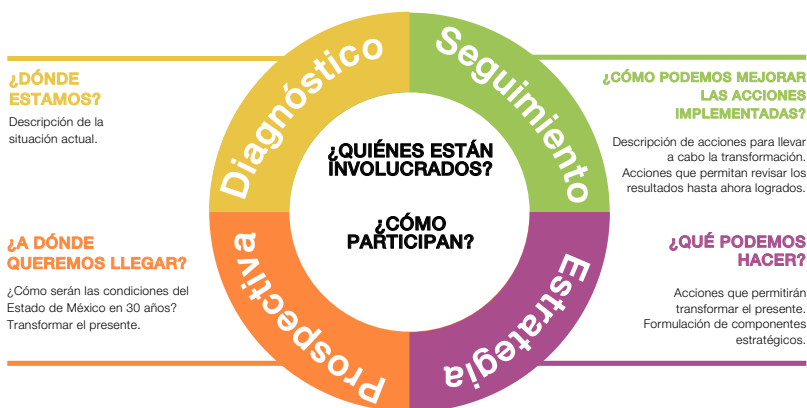 Diagnóstico
Seguimiento
¿DÓNDE
ESTAMOS?
Descripción de la
situación actual.
¿QUIÉNES ESTÁN
INVOLUCRADOS?
¿CÓMO
PARTICIPAN?
¿CÓMO PODEMOS MEJORAR
LAS ACCIONES
IMPLEMENTADAS?
Descripción de acciones para llevar
a cabo la transformación.
Acciones que permitan revisar los
resultados hasta ahora logrados.
¿A DÓNDE
QUEREMOS LLEGAR?
¿Cómo serán las condiciones del
Estado de México en 30 años?
Transformar el presente.
Prospectiva
Estrategia
¿QUÉ PODEMOS
HACER?
Acciones que permitirán
transformar el presente.
Formulación de componentes
estratégicos.